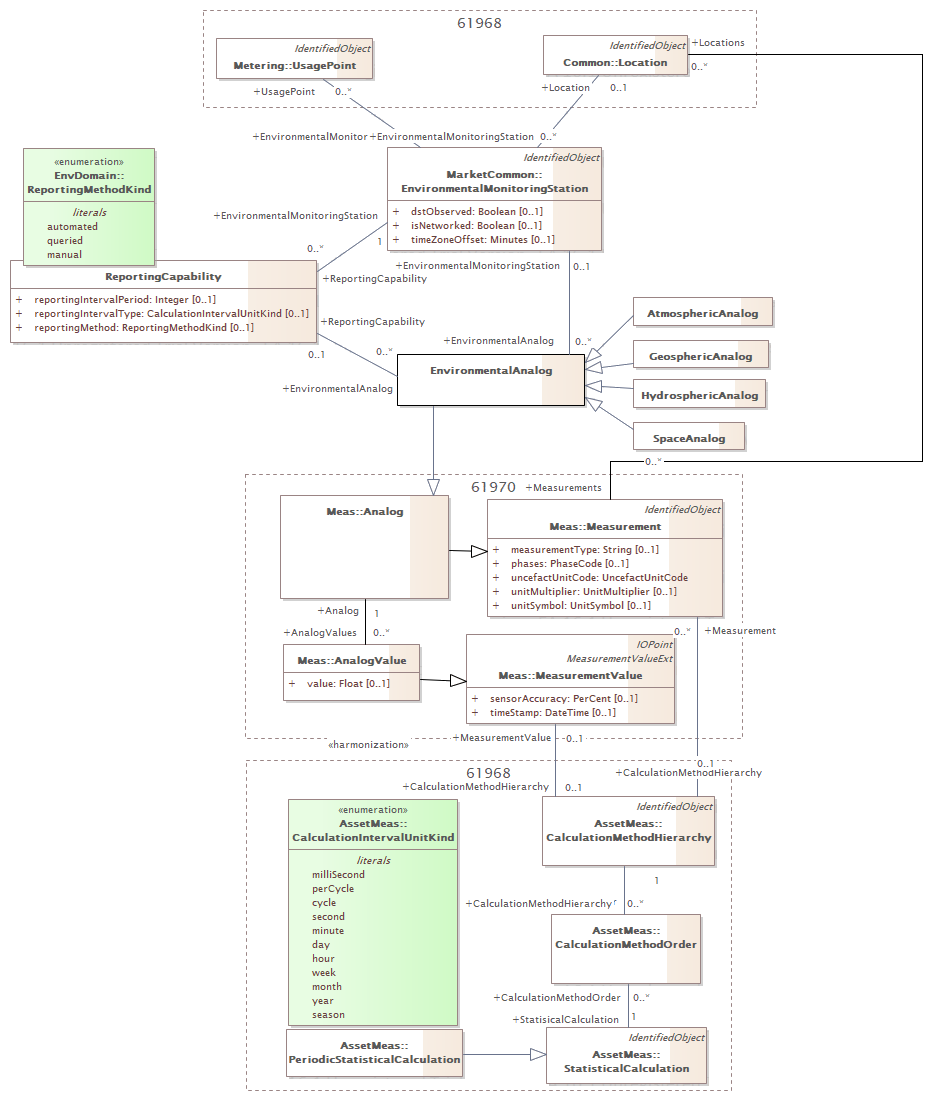 61968
IdentifiedObject
Metering::UsagePoint
IdentifiedObject
Common::Location
+Locations
0..*
+UsagePoint
0..*
+Location
0..1
+EnvironmentalMonitor
+EnvironmentalMonitoringStation
0..*
IdentifiedObject
MarketCommon::
EnvironmentalMonitoringStation
+ dstObserved: Boolean [0..1]
+ isNetworked: Boolean [0..1]
+ timeZoneOffset: Minutes [0..1]
«enumeration»
EnvDomain::
ReportingMethodKind
literals
automated
queried
manual
+EnvironmentalMonitoringStation
0..*
1
+EnvironmentalMonitoringStation
0..1
+ReportingCapability
ReportingCapability
+ reportingIntervalPeriod: Integer [0..1]
+ reportingIntervalType: CalculationIntervalUnitKind [0..1]
+ reportingMethod: ReportingMethodKind [0..1]
+ReportingCapability
0..1
0..*
+EnvironmentalAnalog
+EnvironmentalAnalog
0..*
EnvironmentalAnalog
AtmosphericAnalog
GeosphericAnalog
HydrosphericAnalog
SpaceAnalog
0..*
61970
+Measurements
Meas::Analog
IdentifiedObject
Meas::Measurement
+ measurementType: String [0..1]
+ phases: PhaseCode [0..1]
+ uncefactUnitCode: UncefactUnitCode
+ unitMultiplier: UnitMultiplier [0..1]
+ unitSymbol: UnitSymbol [0..1]
+Analog
1
+AnalogValues
0..*
0..*
+Measurement
Meas::AnalogValue
+ value: Float [0..1]
IOPoint
MeasurementValueExt
Meas::MeasurementValue
+ sensorAccuracy: PerCent [0..1]
+ timeStamp: DateTime [0..1]
«harmonization»
+MeasurementValue
0..1
0..1
61968
+CalculationMethodHierarchy
+CalculationMethodHierarchy
0..1
«enumeration»
AssetMeas::
CalculationIntervalUnitKind
literals
milliSecond
perCycle
cycle
second
minute
day
hour
week
month
year
season
IdentifiedObject
AssetMeas::
CalculationMethodHierarchy
1
+CalculationMethodHierarchy
0..*
AssetMeas::
CalculationMethodOrder
+CalculationMethodOrder
0..*
+StatisicalCalculation
1
AssetMeas::
PeriodicStatisticalCalculation
IdentifiedObject
AssetMeas::
StatisticalCalculation